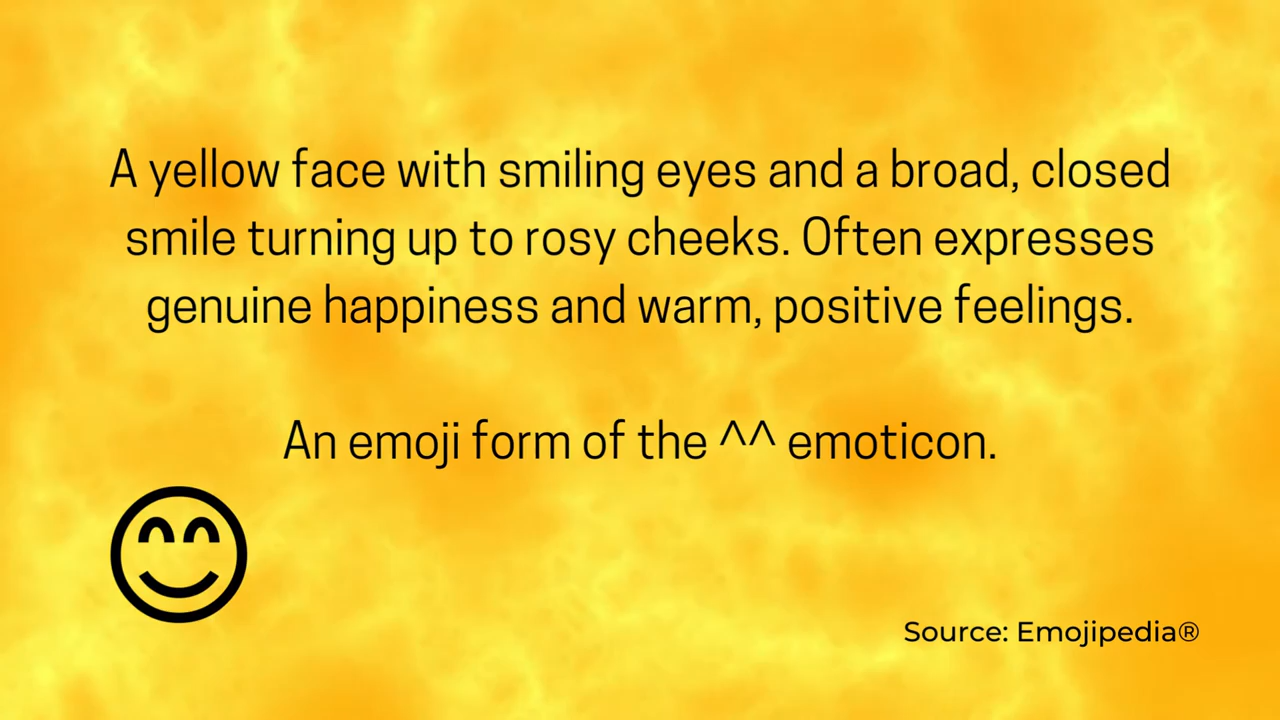 A yellow face with smiling eyes and a broad, closed
smile turning up to rosy cheeks. Often expresses
genuine happiness and warm, positive feelings.
An emoji form of the ^^ emoticon.
Source: Emojipedia®